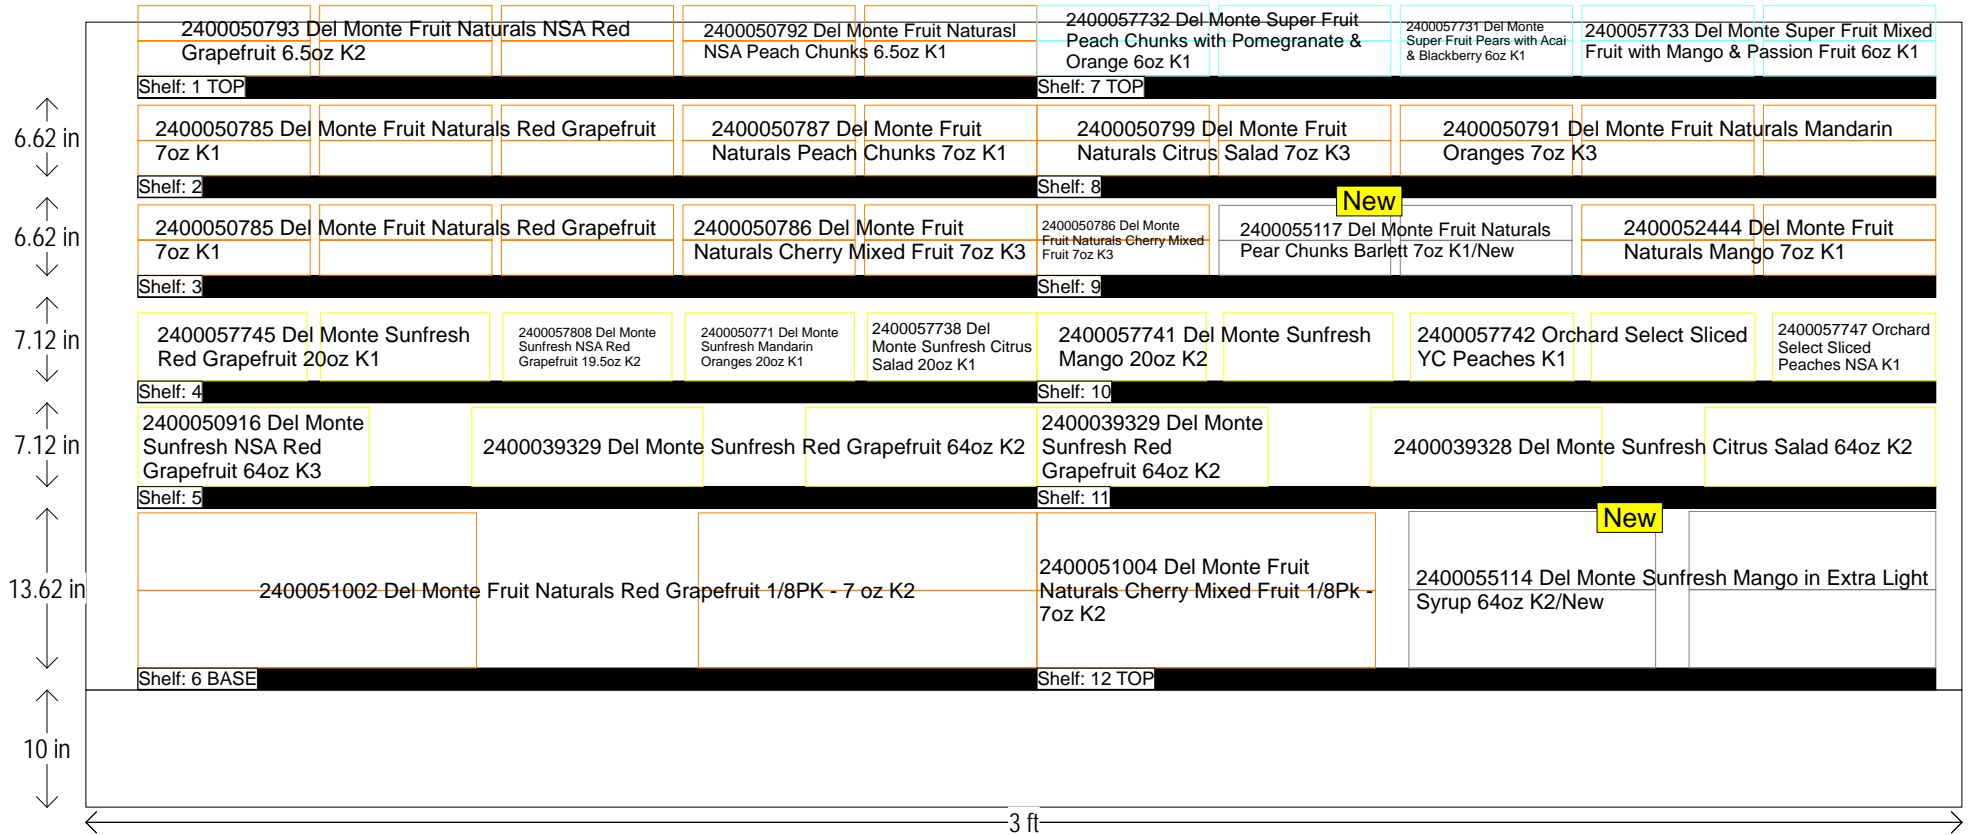 2400050793 Del Monte Fruit Naturals NSA Red
Grapefruit 6.5oz K2
2400050792 Del Monte Fruit Naturasl
NSA Peach Chunks 6.5oz K1
2400057732 Del Monte Super Fruit
Peach Chunks with Pomegranate &
Orange 6oz K1
2400057731 Del Monte
Super Fruit Pears with Acai
& Blackberry 6oz K1
2400057733 Del Monte Super Fruit Mixed
Fruit with Mango & Passion Fruit 6oz K1
Shelf: 1 TOP
Shelf: 7 TOP
6.62 in
2400050785 Del Monte Fruit Naturals Red Grapefruit
7oz K1
2400050787 Del Monte Fruit
Naturals Peach Chunks 7oz K1
2400050799 Del Monte Fruit
Naturals Citrus Salad 7oz K3
2400050791 Del Monte Fruit Naturals Mandarin
Oranges 7oz K3
Shelf: 2
Shelf: 8
New
6.62 in
2400050785 Del Monte Fruit Naturals Red Grapefruit
7oz K1
2400050786 Del Monte Fruit
Naturals Cherry Mixed Fruit 7oz K3
2400050786 Del Monte
Fruit Naturals Cherry Mixed
Fruit 7oz K3
2400055117 Del Monte Fruit Naturals
Pear Chunks Barlett 7oz K1/New
2400052444 Del Monte Fruit
Naturals Mango 7oz K1
Shelf: 3
Shelf: 9
7.12 in
2400057745 Del Monte Sunfresh
Red Grapefruit 20oz K1
2400057808 Del Monte
Sunfresh NSA Red
Grapefruit 19.5oz K2
2400050771 Del Monte
Sunfresh Mandarin
Oranges 20oz K1
2400057738 Del
Monte Sunfresh Citrus
Salad 20oz K1
2400057741 Del Monte Sunfresh
Mango 20oz K2
2400057742 Orchard Select Sliced
YC Peaches K1
2400057747 Orchard
Select Sliced
Peaches NSA K1
Shelf: 4
Shelf: 10
7.12 in
2400050916 Del Monte
Sunfresh NSA Red
Grapefruit 64oz K3
2400039329 Del Monte Sunfresh Red Grapefruit 64oz K2
2400039329 Del Monte
Sunfresh Red
Grapefruit 64oz K2
2400039328 Del Monte Sunfresh Citrus Salad 64oz K2
Shelf: 5
Shelf: 11
New
13.62 in
2400051002 Del Monte Fruit Naturals Red Grapefruit 1/8PK - 7 oz K2
2400051004 Del Monte Fruit
Naturals Cherry Mixed Fruit 1/8Pk -
7oz K2
2400055114 Del Monte Sunfresh Mango in Extra Light
Syrup 64oz K2/New
Shelf: 6 BASE
Shelf: 12 TOP
10 in
3 ft